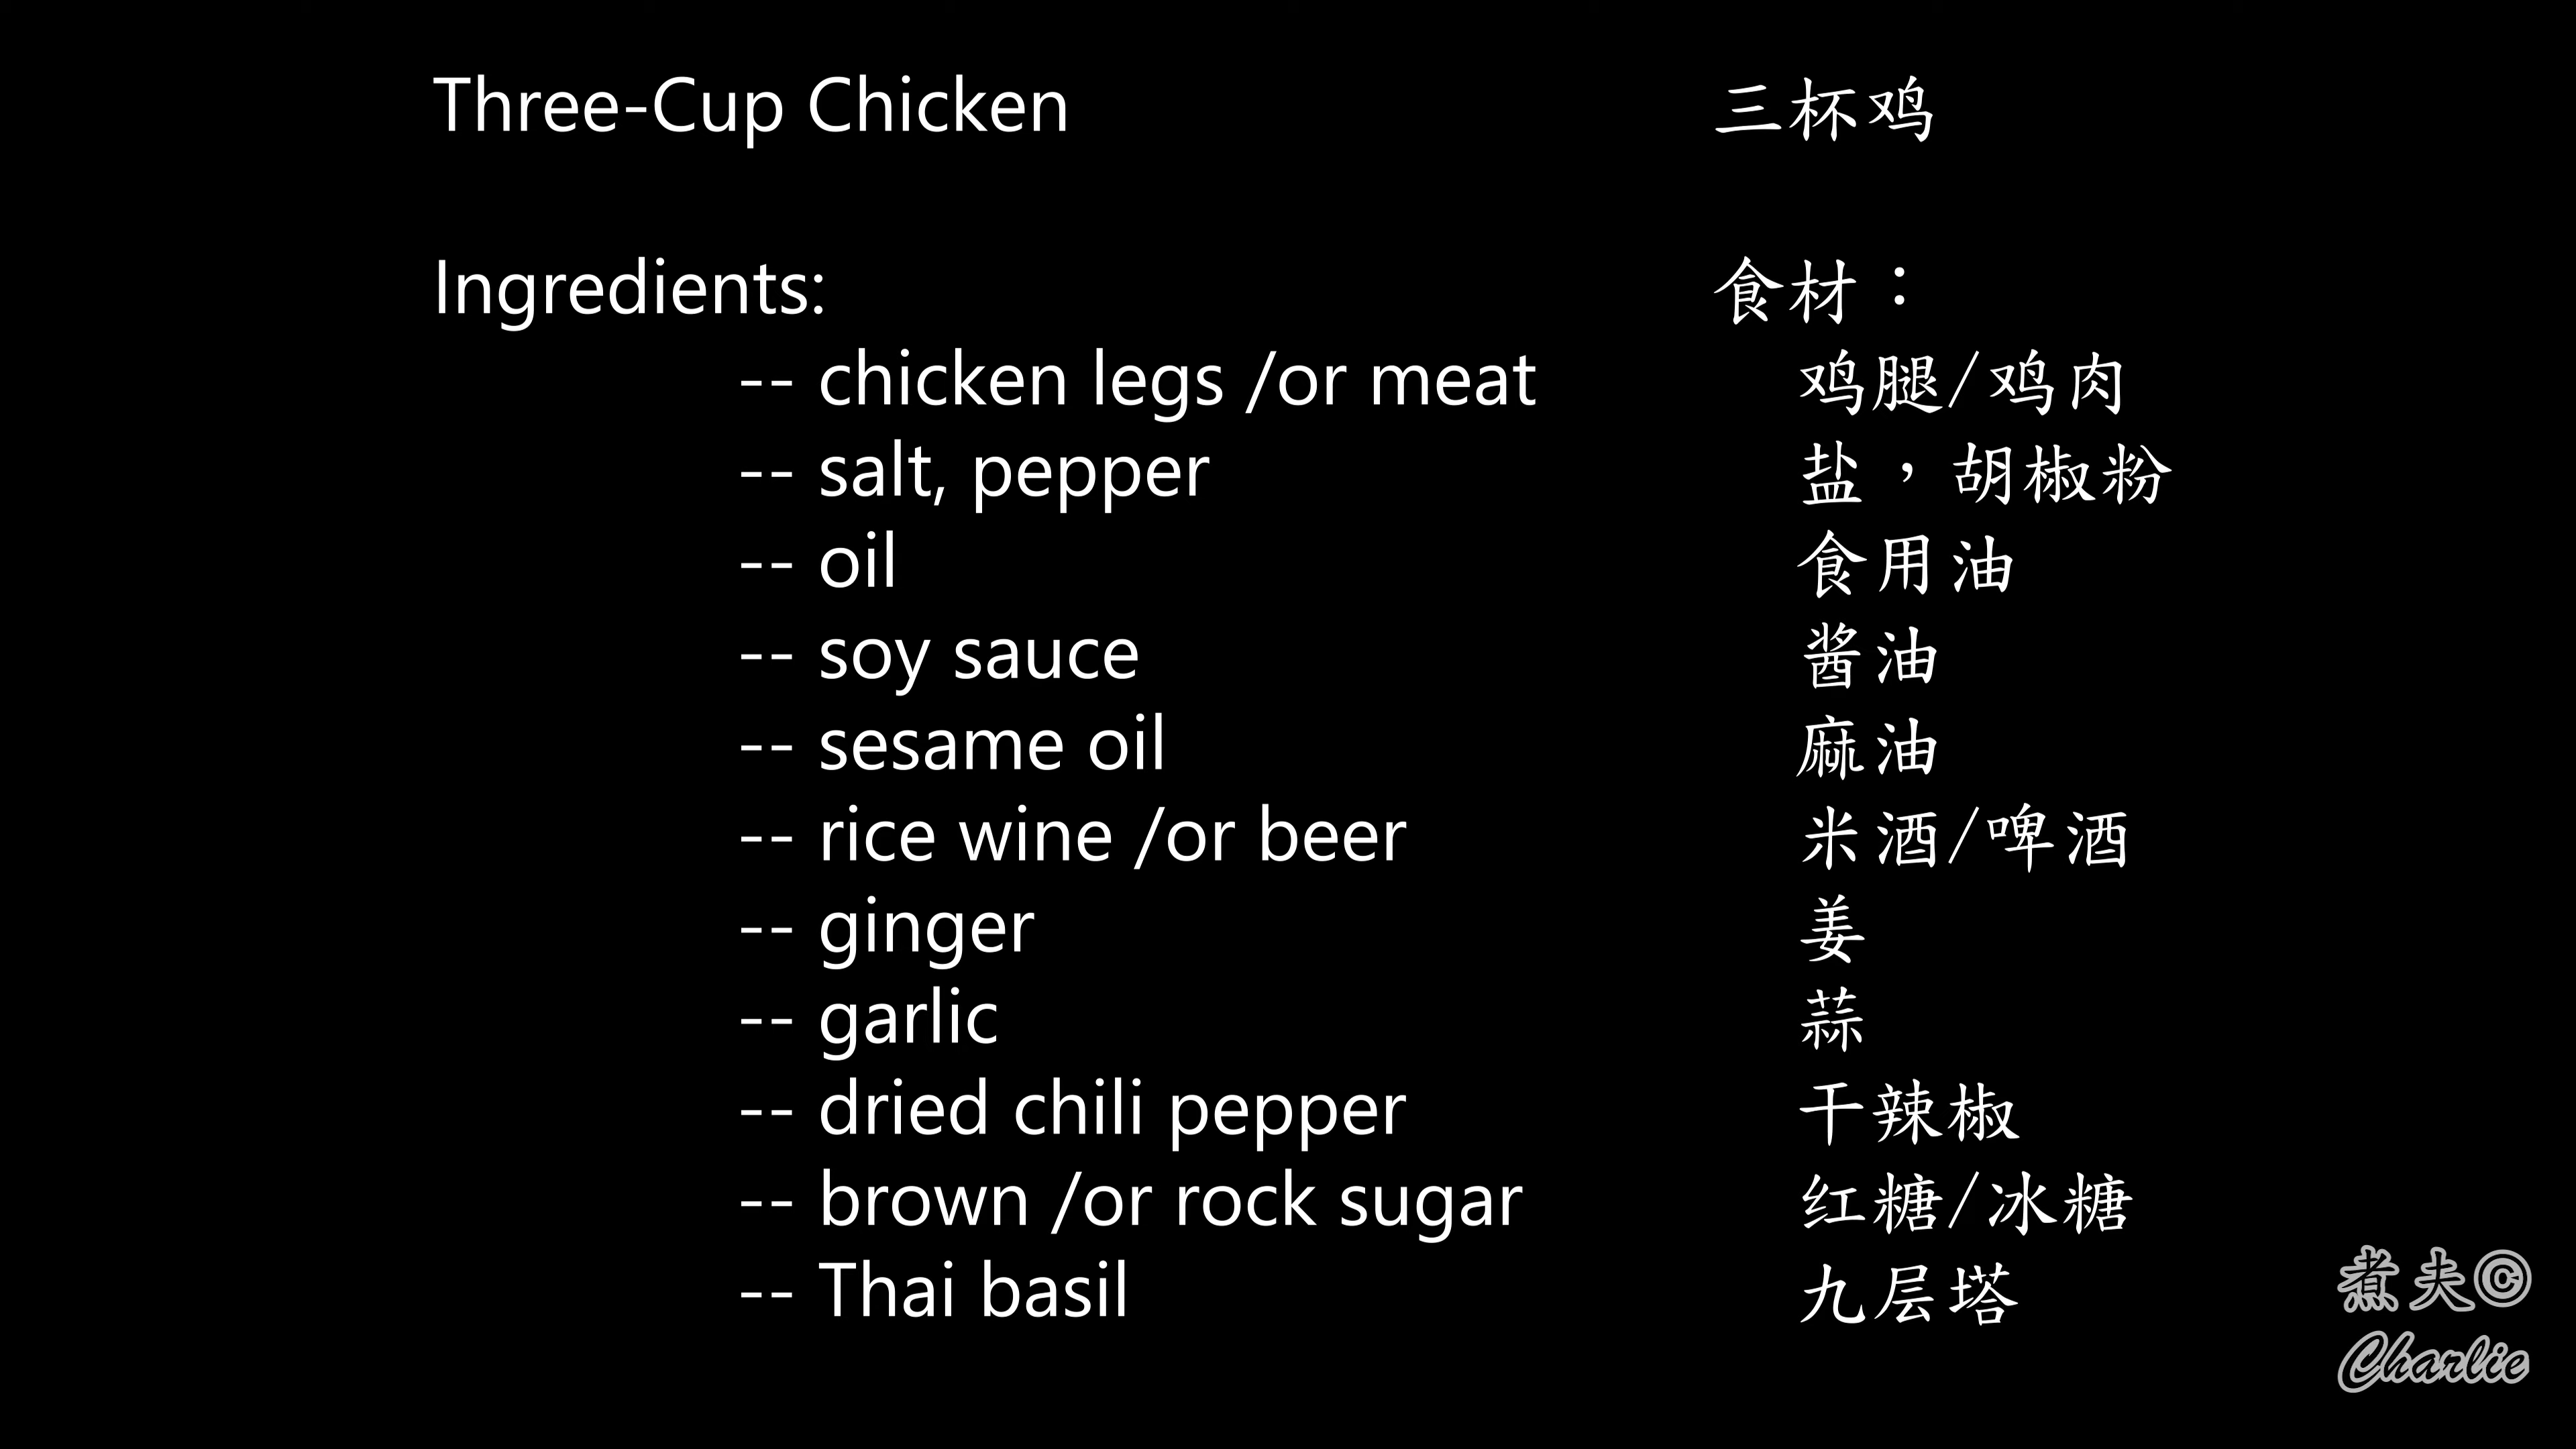 Three-Cup Chicken 三杯鸡
Ingredients: 食材：
-- chicken legs /or meat 鸡腿/鸡肉
-- salt, pepper 盐，胡椒粉
-- oil 食用油
-- soy sauce 酱油
-- sesame oil 麻油
-- rice wine /or beer 米酒/啤酒
-- ginger 姜
-- garlic 蒜
-- dried chili pepper 干辣椒
-- brown /or rock sugar 红糖/冰糖
-- Thai basil 九层塔
煮夫©
Charlie